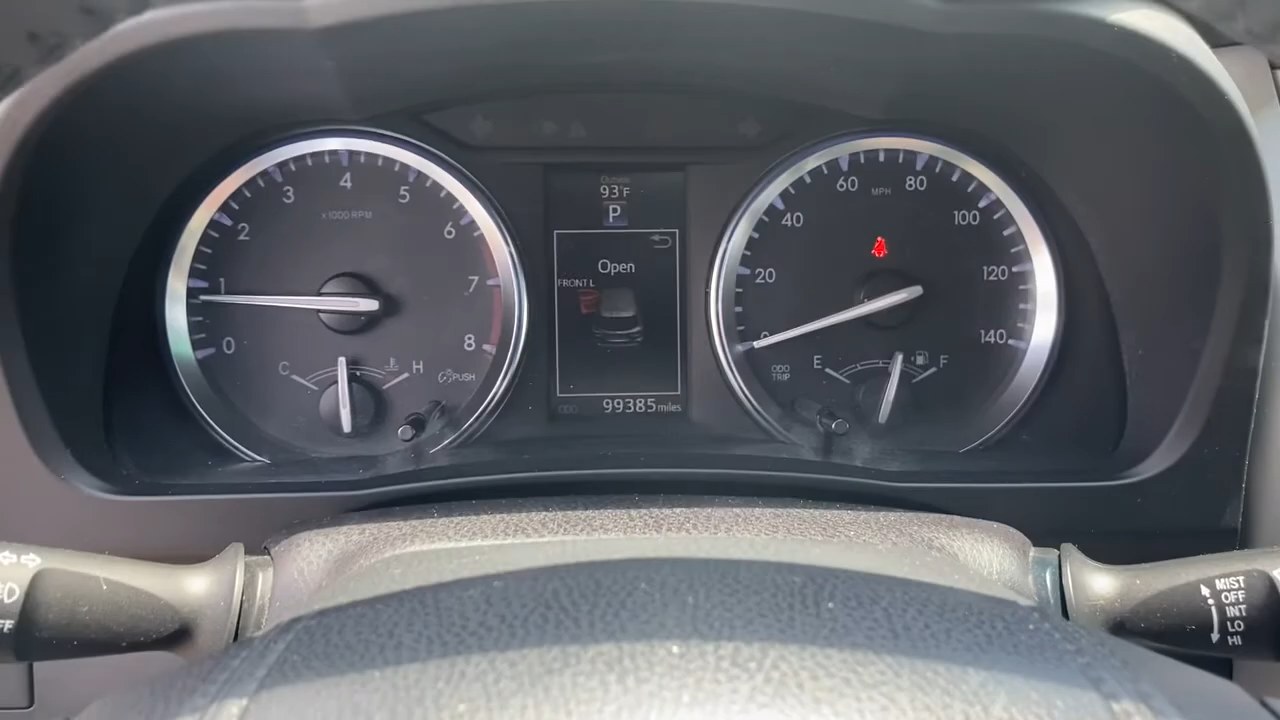 0
1
2
3
4
5
6
7
8
x1000 RPM
C
H
PUSH
Outside
93°F
P
Open
FRONT L
ODO
99385 miles
0
20
40
60
80
100
120
140
MPH
ODO
TRIP
E
F
MIST
OFF
INT
LO
HI